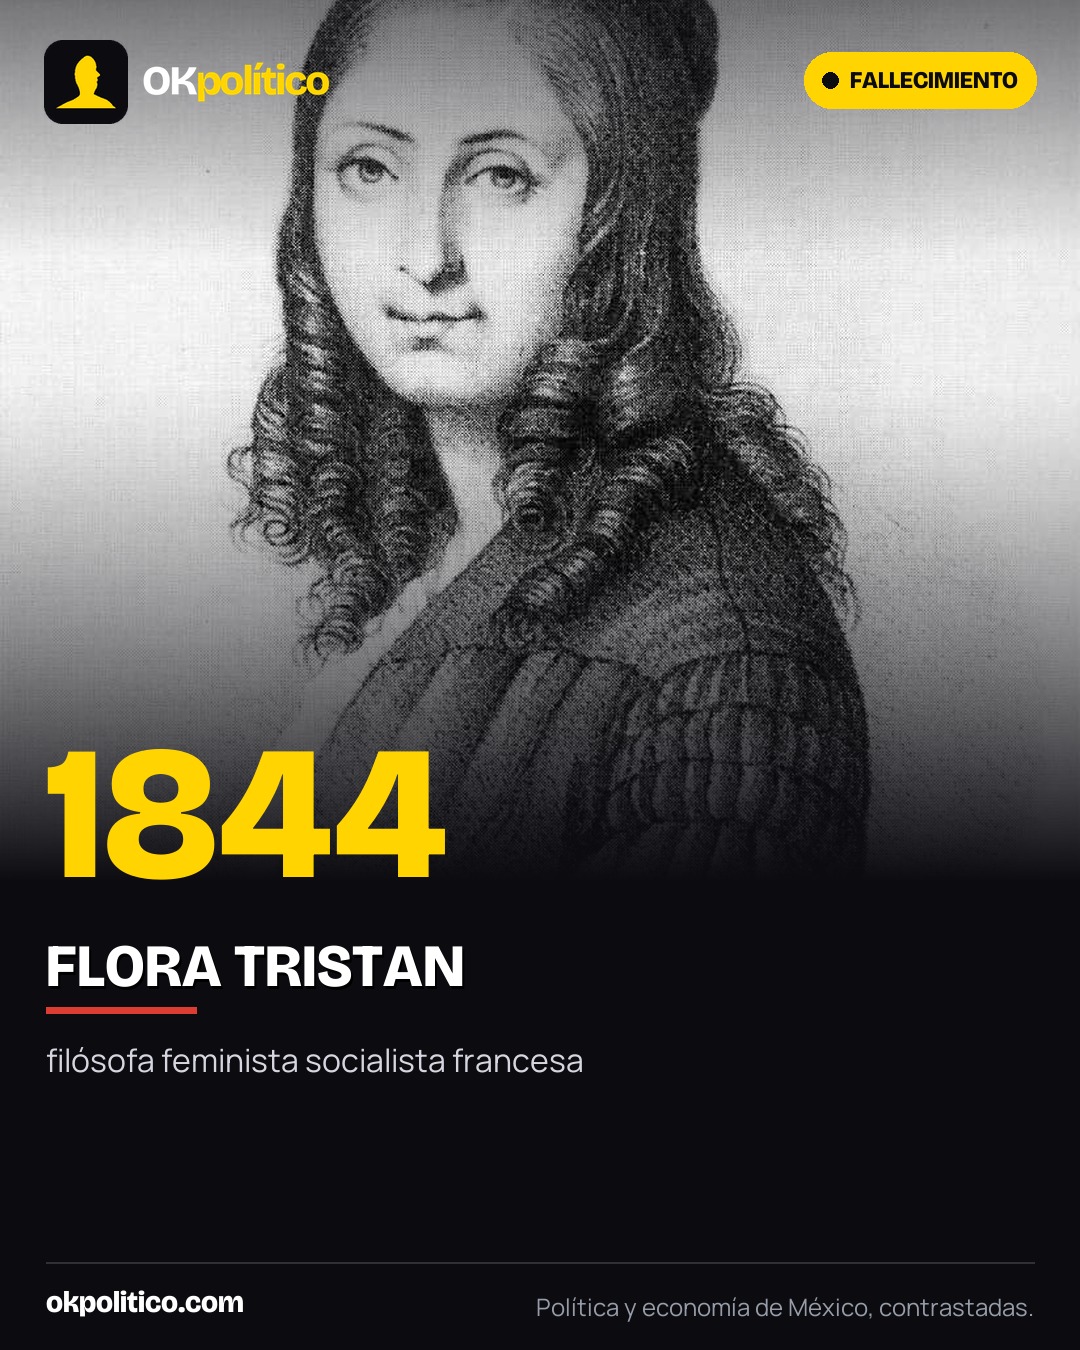 OKpolítico
FALLECIMIENTO
1844
FLORA TRISTAN
filósofa feminista socialista francesa
okpolitico.com
Política y economía de México, contrastadas.